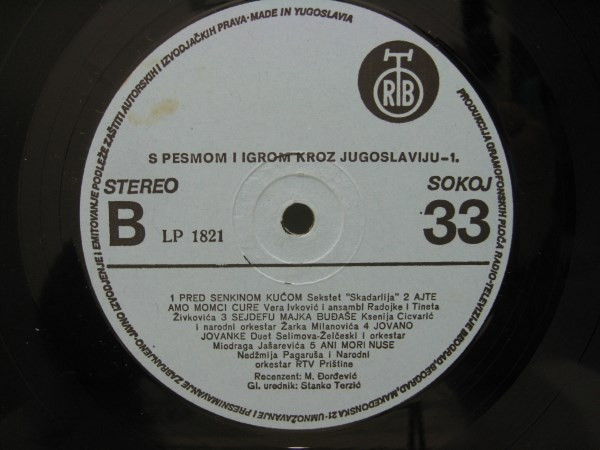 PRODUKCIJA GRAMOFONSKIH PLOČA RADIO-TELEVIZIJE BEOGRAD, BEOGRAD, MAKEDONSKA 21 - UMNOŽAVANJE I PRESNIMAVANJE ZABRANJENO-JAVNO IZVODJENJE I EMITOVANJE PODLEŽE ZAŠTITI AUTORSKIH I IZVODJAČKIH PRAVA·MADE IN YUGOSLAVIA
RTB
S PESMOM I IGROM KROZ JUGOSLAVIJU-1.
STEREO
SOKOJ
B
LP 1821
33
1 PRED SENKINOM KUĆOM Sekstet "Skadarlija" 2 AJTE
AMO MOMCI CURE Vera Ivković i ansambl Radojke i Tineta
Živkovića 3 SEJDEFU MAJKA BUĐAŠE Ksenija Cicvarić
i narodni orkestar Žarka Milanovića 4 JOVANO
JOVANKE Duet Selimova-Želčeski i orkestar
Miodraga Jašarevića 5 ANI MORI NUSE
Nedžmija Pagaruša i Narodni
orkestar RTV Prištine
Recenzent: M. Đorđević
Gl. urednik: Stanko Terzić